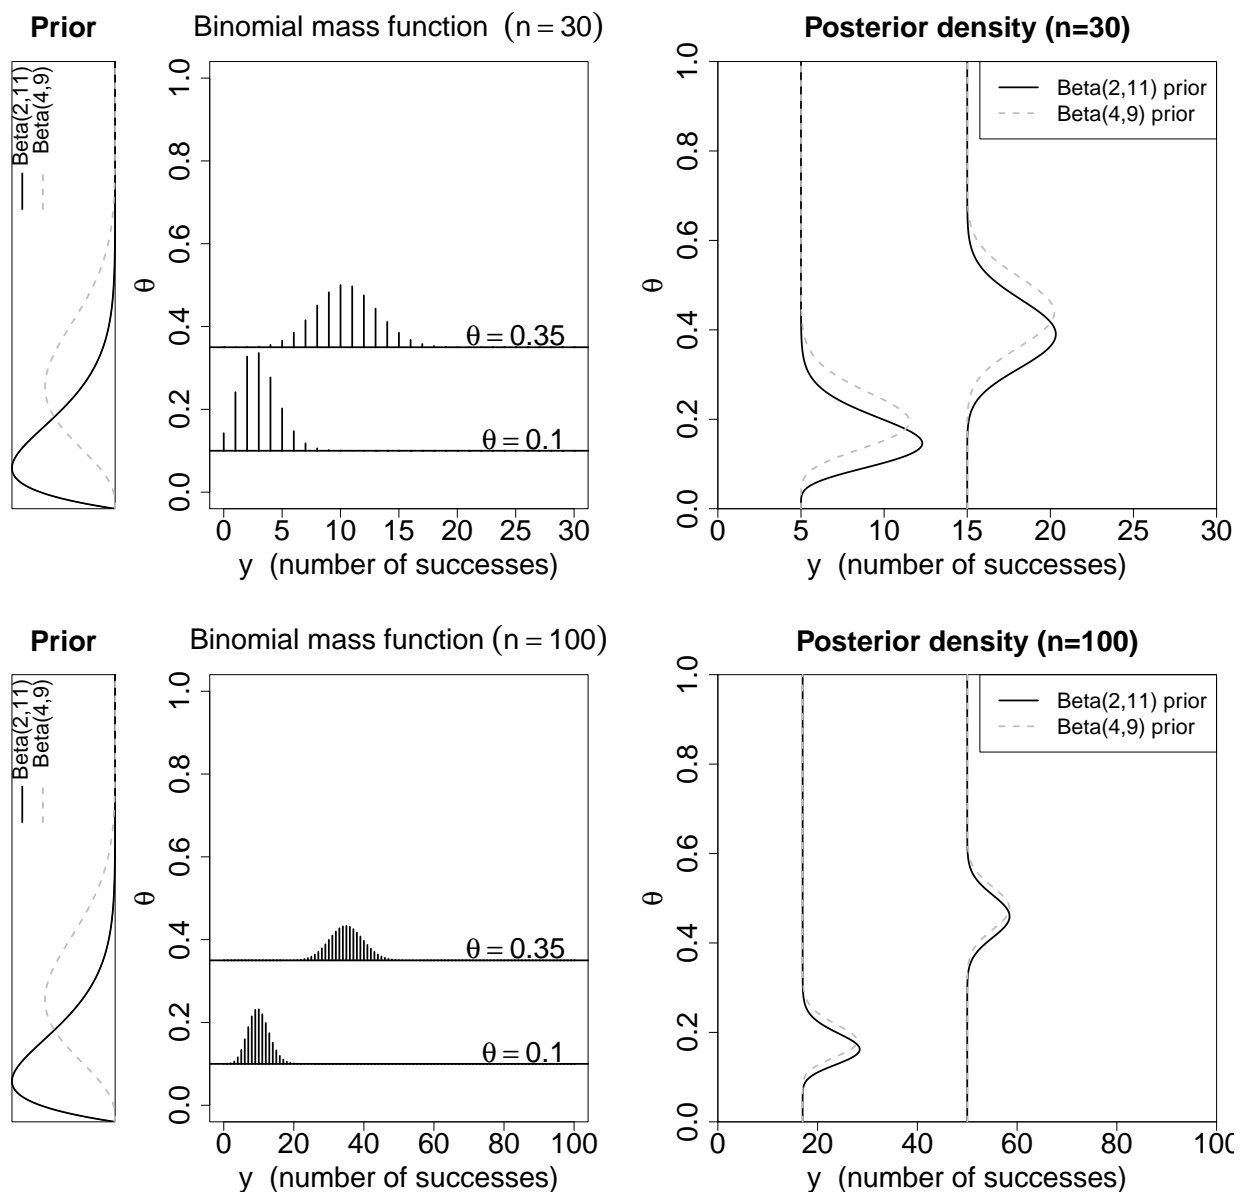 Prior
Binomial mass function (n = 30)
Posterior density (n=30)
Beta(2,11)
Beta(4,9)
θ
0.0 0.2 0.4 0.6 0.8 1.0
θ = 0.35
θ = 0.1
0 5 10 15 20 25 30
y (number of successes)
Beta(2,11) prior
Beta(4,9) prior
θ
0.0 0.2 0.4 0.6 0.8 1.0
0 5 10 15 20 25 30
y (number of successes)
Prior
Binomial mass function (n = 100)
Posterior density (n=100)
Beta(2,11)
Beta(4,9)
θ
0.0 0.2 0.4 0.6 0.8 1.0
θ = 0.35
θ = 0.1
0 20 40 60 80 100
y (number of successes)
Beta(2,11) prior
Beta(4,9) prior
θ
0.0 0.2 0.4 0.6 0.8 1.0
0 20 40 60 80 100
y (number of successes)